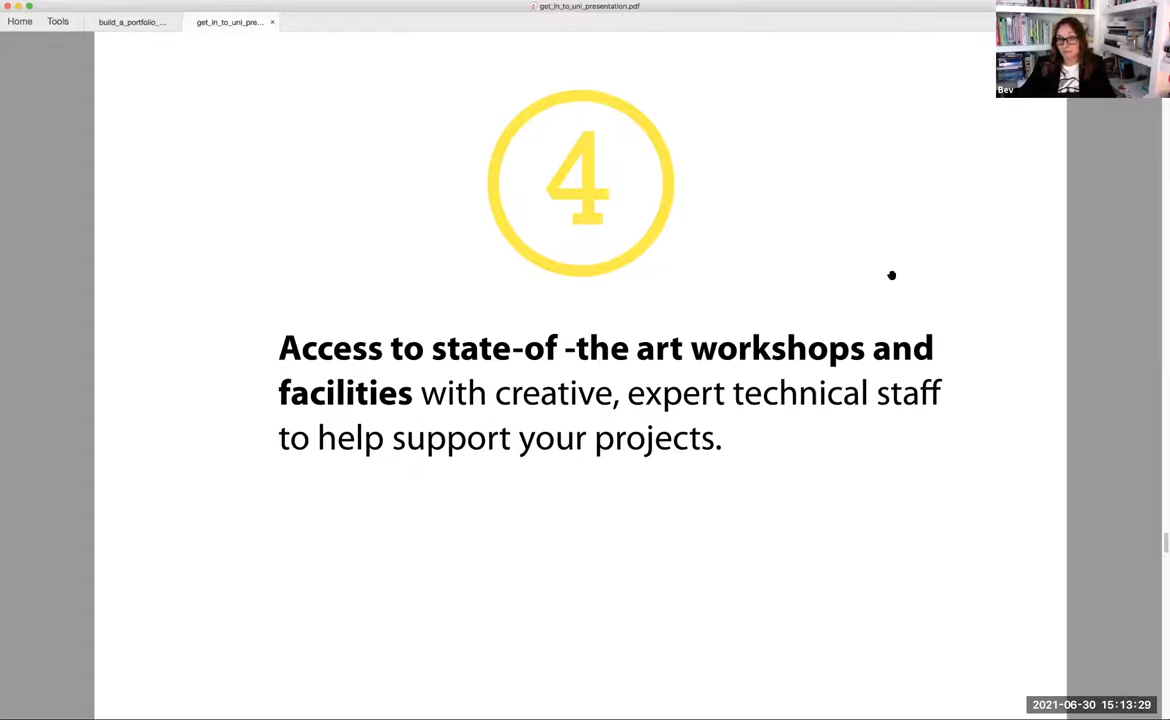 get_in_to_uni_presentation.pdf
Home Tools build_a_portfolio_... get_in_to_uni_pre... ×
Bev
4
Access to state-of -the art workshops and
facilities with creative, expert technical staff
to help support your projects.
2021-06-30 15:13:29